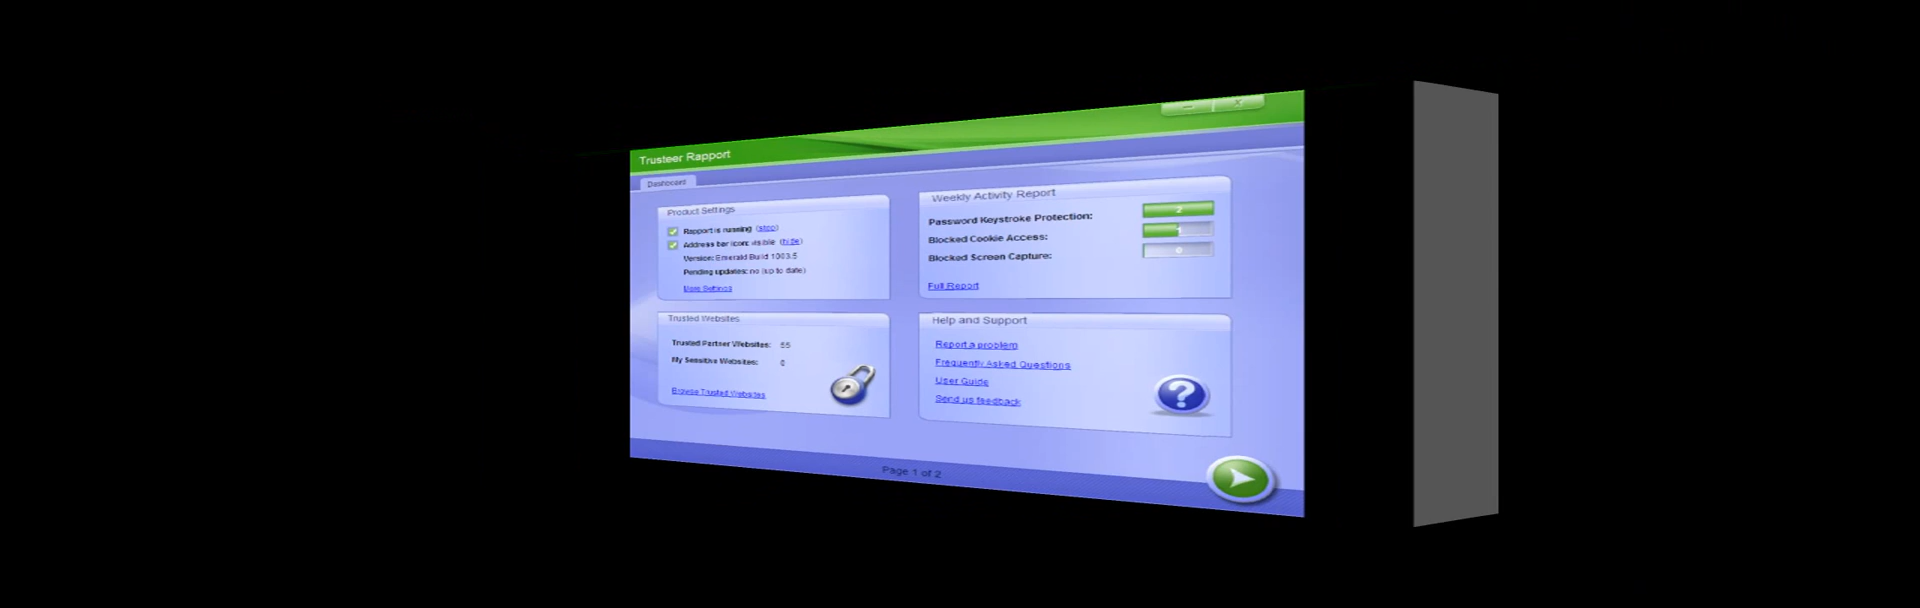 Trusteer Rapport
Dashboard
Product Settings
Rapport is running (stop)
Address bar icon: visible (hide)
Version: Emerald Build 1003.5
Pending updates: no (up to date)
More Settings
Weekly Activity Report
Password Keystroke Protection: 2
Blocked Cookie Access: 1
Blocked Screen Capture: 0
Full Report
Trusted Websites
Trusted Partner Websites: 55
My Sensitive Websites: 0
Browse Trusted Websites
Help and Support
Report a problem
Frequently Asked Questions
User Guide
Send us feedback
Page 1 of 2